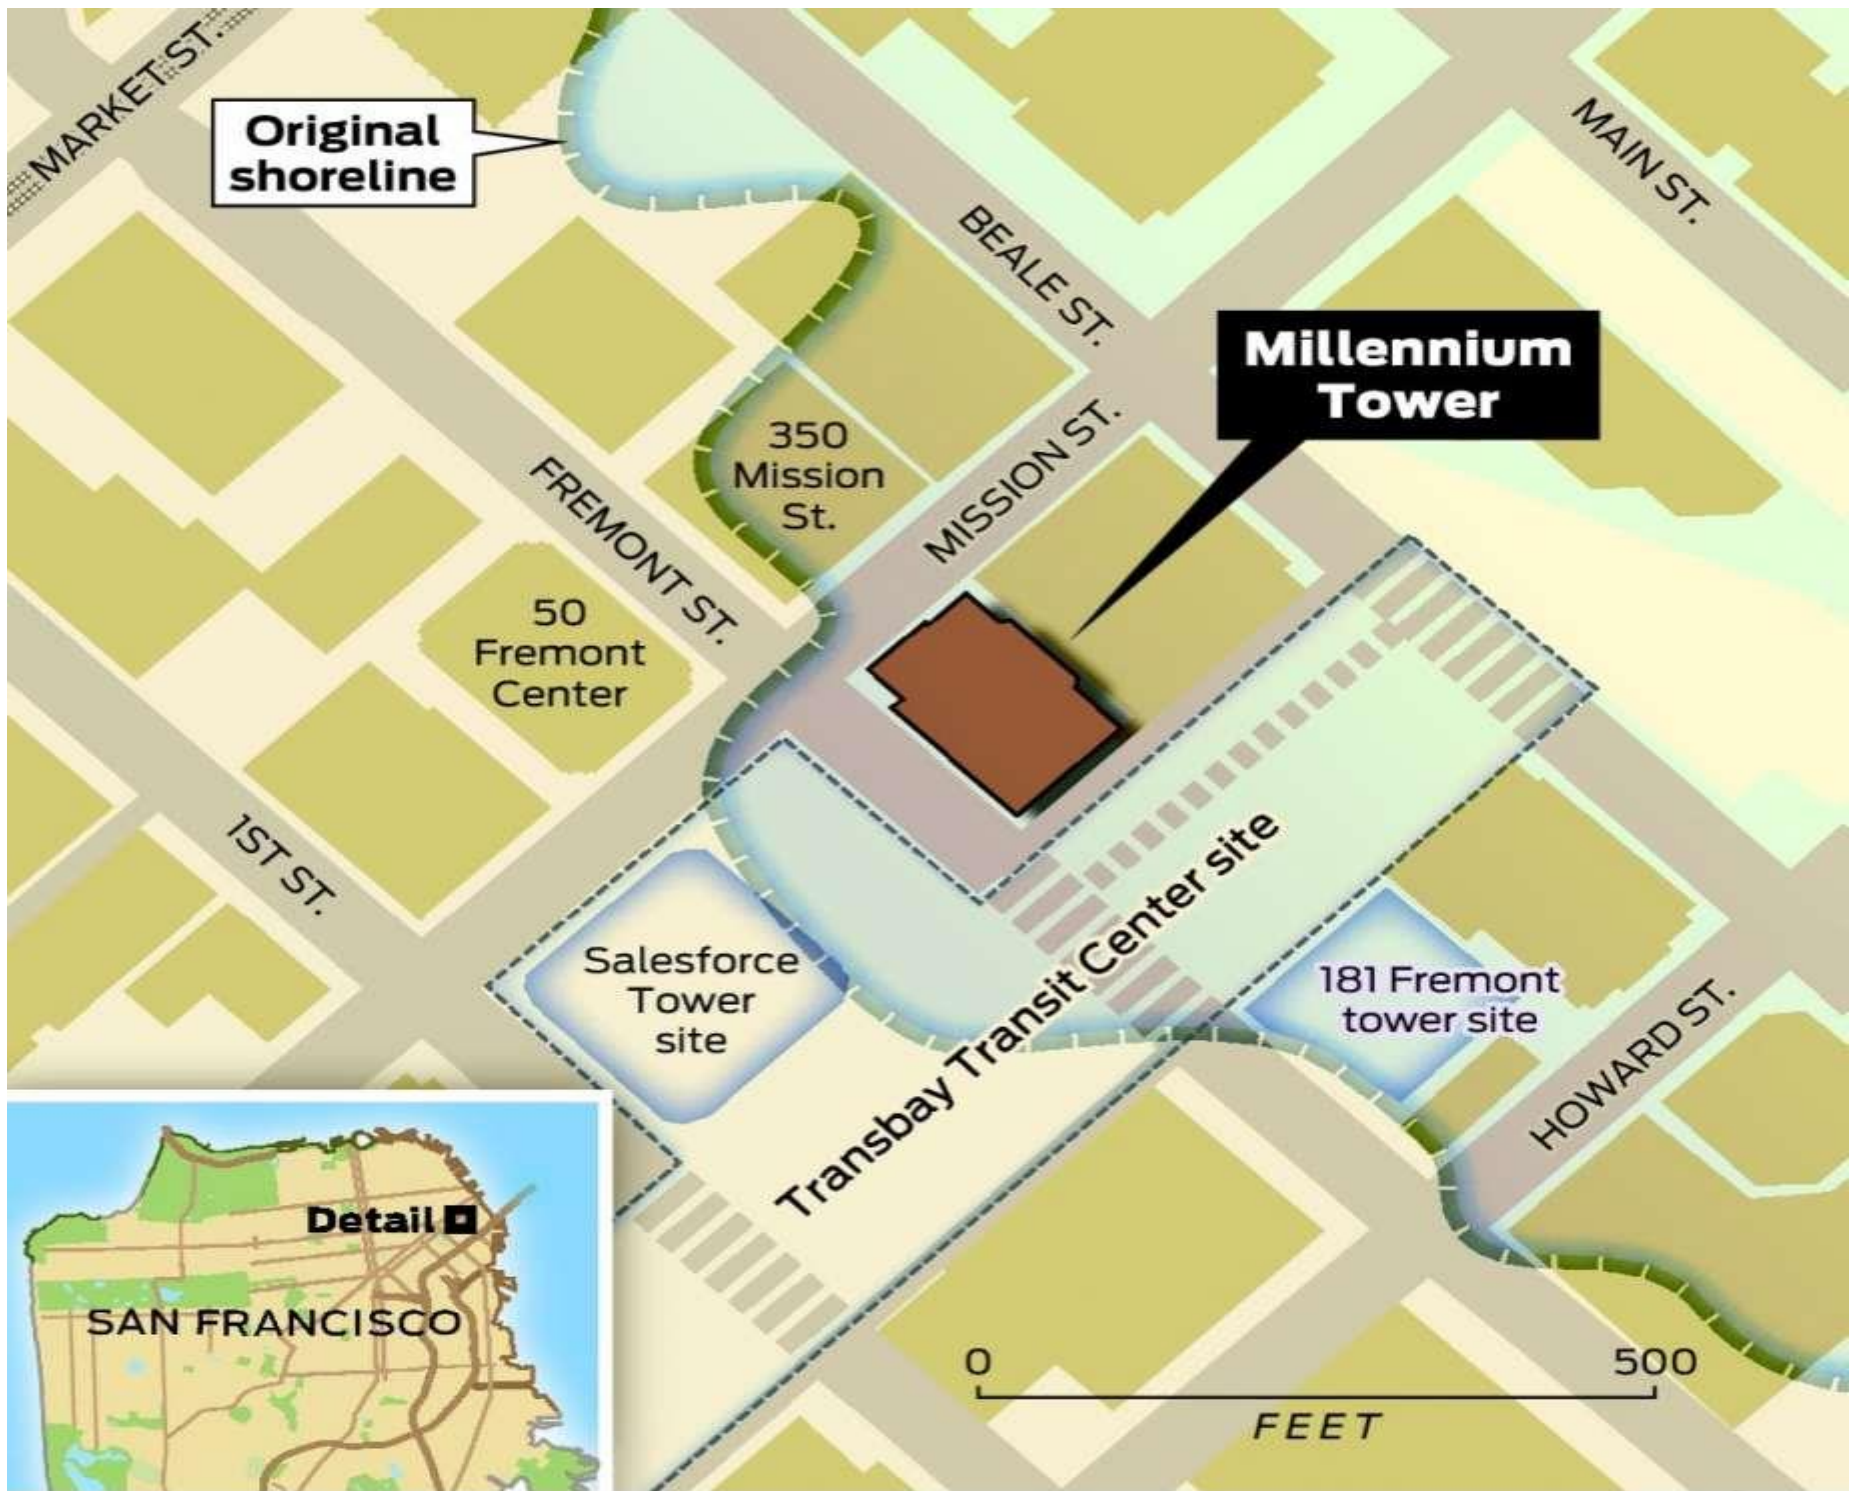 MARKET ST.
Original
shoreline
MAIN ST.
BEALE ST.
Millennium
Tower
350
Mission
St.
MISSION ST.
FREMONT ST.
50
Fremont
Center
1ST ST.
Salesforce
Tower
site
Transbay Transit Center site
181 Fremont
tower site
HOWARD ST.
Detail
SAN FRANCISCO
0 500
FEET